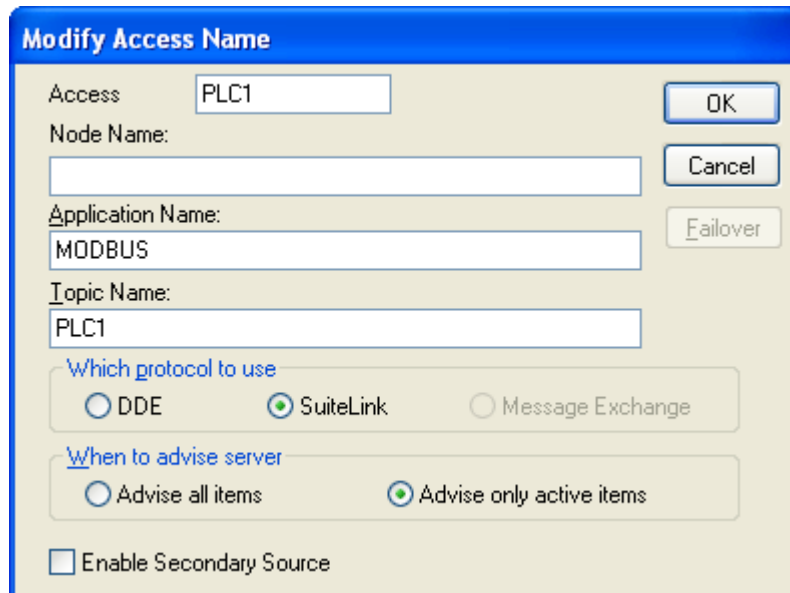 Modify Access Name
Access PLC1
OK
Node Name:
Cancel
Application Name:
MODBUS
Failover
Topic Name:
PLC1
Which protocol to use
DDE SuiteLink Message Exchange
When to advise server
Advise all items Advise only active items
Enable Secondary Source